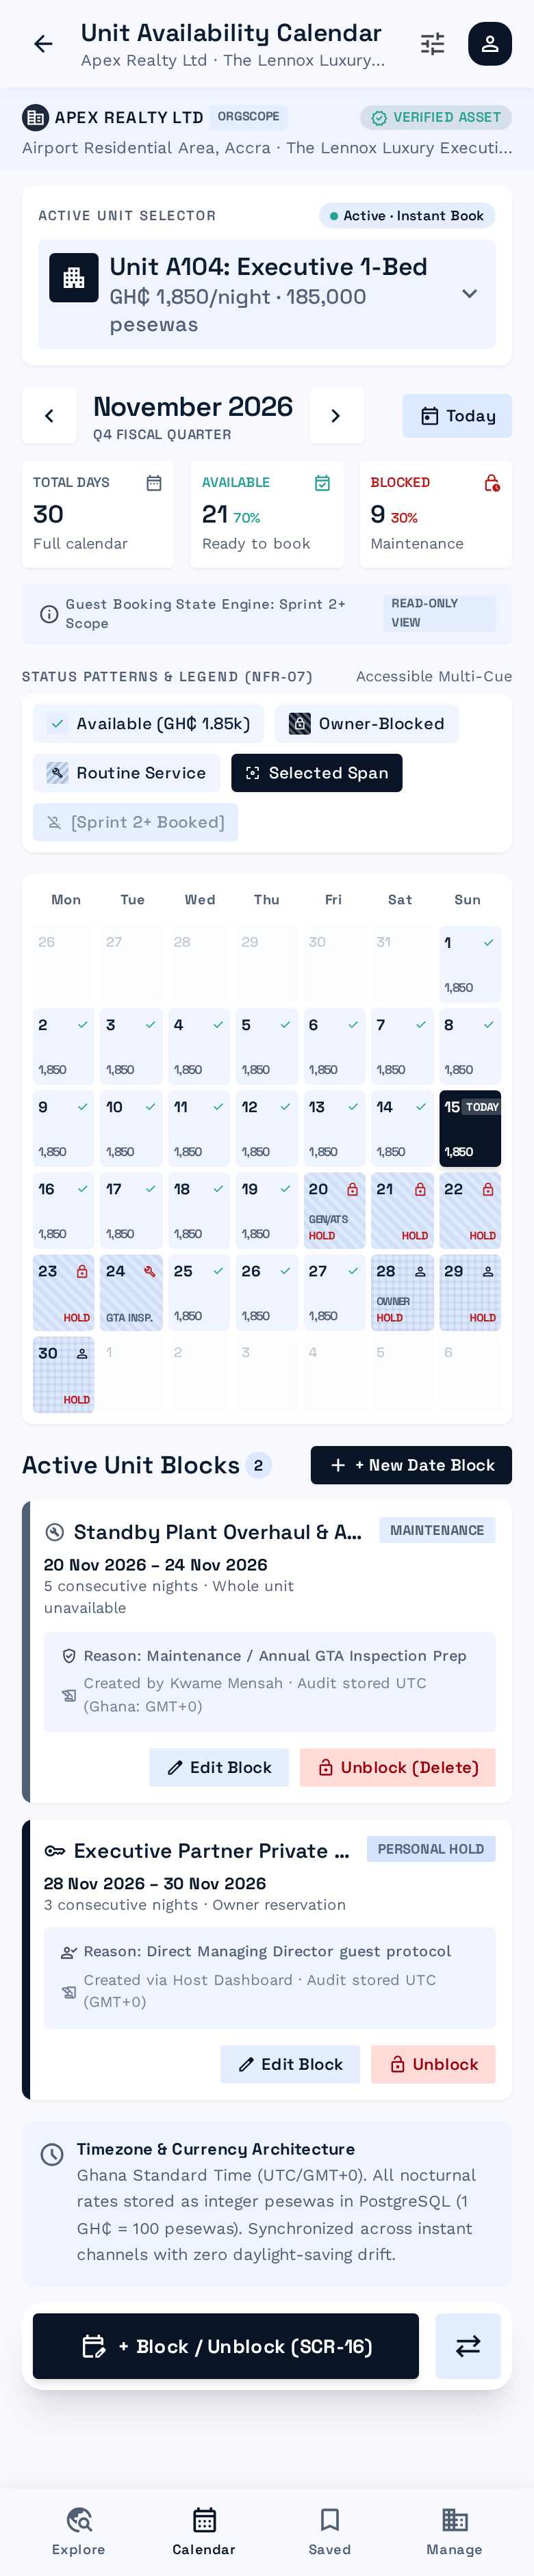 Unit Availability Calendar
Apex Realty Ltd · The Lennox Luxury...
APEX REALTY LTD ORGSCOPE VERIFIED ASSET
Airport Residential Area, Accra · The Lennox Luxury Executi...
ACTIVE UNIT SELECTOR Active · Instant Book
Unit A104: Executive 1-Bed
GH₵ 1,850/night · 185,000
pesewas
November 2026
Q4 FISCAL QUARTER
Today
TOTAL DAYS AVAILABLE BLOCKED
30 21 70% 9 30%
Full calendar Ready to book Maintenance
Guest Booking State Engine: Sprint 2+
Scope
READ-ONLY
VIEW
STATUS PATTERNS & LEGEND (NFR-07) Accessible Multi-Cue
Available (GH₵ 1.85k) Owner-Blocked
Routine Service Selected Span
[Sprint 2+ Booked]
Mon Tue Wed Thu Fri Sat Sun
26 27 28 29 30 31 1
1,850
2 3 4 5 6 7 8
1,850 1,850 1,850 1,850 1,850 1,850 1,850
9 10 11 12 13 14 15 TODAY
1,850 1,850 1,850 1,850 1,850 1,850 1,850
16 17 18 19 20 21 22
1,850 1,850 1,850 1,850 GEN/ATS HOLD HOLD HOLD
23 24 25 26 27 28 29
HOLD GTA INSP. 1,850 1,850 1,850 OWNER HOLD HOLD
30 1 2 3 4 5 6
HOLD
Active Unit Blocks 2 + New Date Block
Standby Plant Overhaul & A... MAINTENANCE
20 Nov 2026 – 24 Nov 2026
5 consecutive nights · Whole unit
unavailable
Reason: Maintenance / Annual GTA Inspection Prep
Created by Kwame Mensah · Audit stored UTC
(Ghana: GMT+0)
Edit Block Unblock (Delete)
Executive Partner Private ... PERSONAL HOLD
28 Nov 2026 – 30 Nov 2026
3 consecutive nights · Owner reservation
Reason: Direct Managing Director guest protocol
Created via Host Dashboard · Audit stored UTC
(GMT+0)
Edit Block Unblock
Timezone & Currency Architecture
Ghana Standard Time (UTC/GMT+0). All nocturnal
rates stored as integer pesewas in PostgreSQL (1
GH₵ = 100 pesewas). Synchronized across instant
channels with zero daylight-saving drift.
+ Block / Unblock (SCR-16)
Explore Calendar Saved Manage